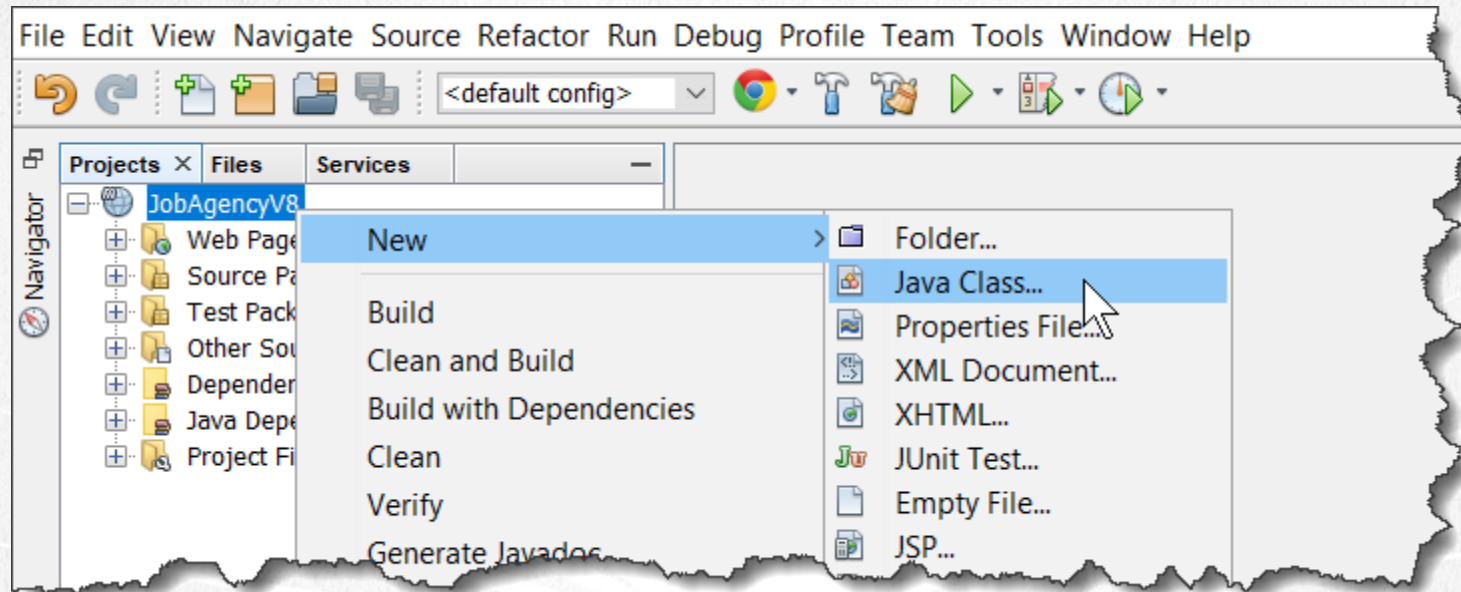 File Edit View Navigate Source Refactor Run Debug Profile Team Tools Window Help
<default config>
Projects Files Services
Navigator
JobAgencyV8
Web Page
Source Pa
Test Pack
Other Sou
Depender
Java Depe
Project Fi
New
Build
Clean and Build
Build with Dependencies
Clean
Verify
Generate Javadoc
Folder...
Java Class...
Properties File...
XML Document...
XHTML...
JUnit Test...
Empty File...
JSP...